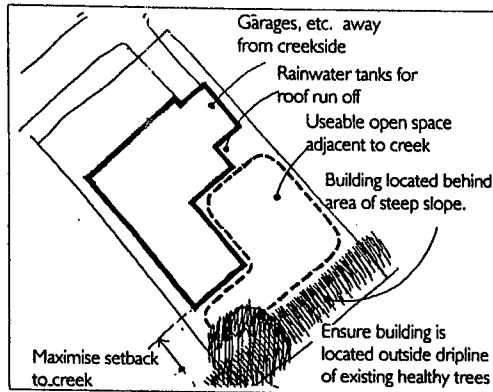 Garages, etc. away
from creekside
Rainwater tanks for
roof run off
Useable open space
adjacent to creek
Building located behind
area of steep slope.
Maximise setback
to creek
Ensure building is
located outside dripline
of existing healthy trees